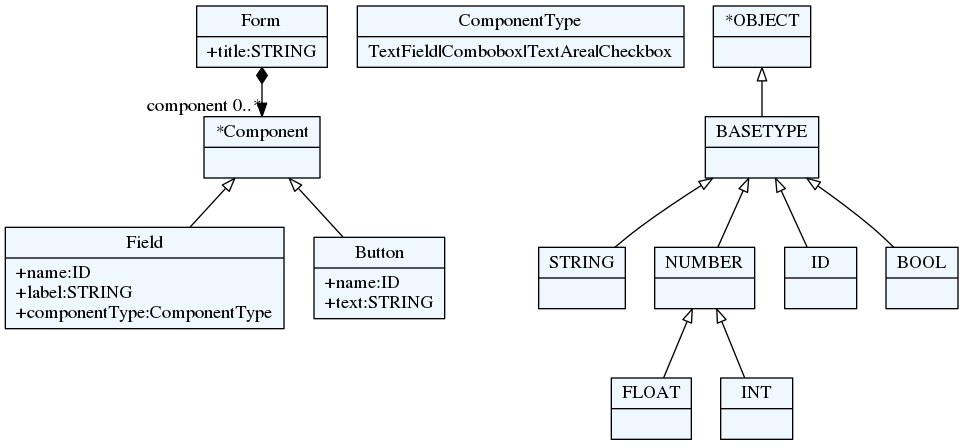 Form
+title:STRING
ComponentType
TextField|Combobox|TextArea|Checkbox
*OBJECT
component 0..*
*Component
BASETYPE
Field
+name:ID
+label:STRING
+componentType:ComponentType
Button
+name:ID
+text:STRING
STRING
NUMBER
ID
BOOL
FLOAT
INT